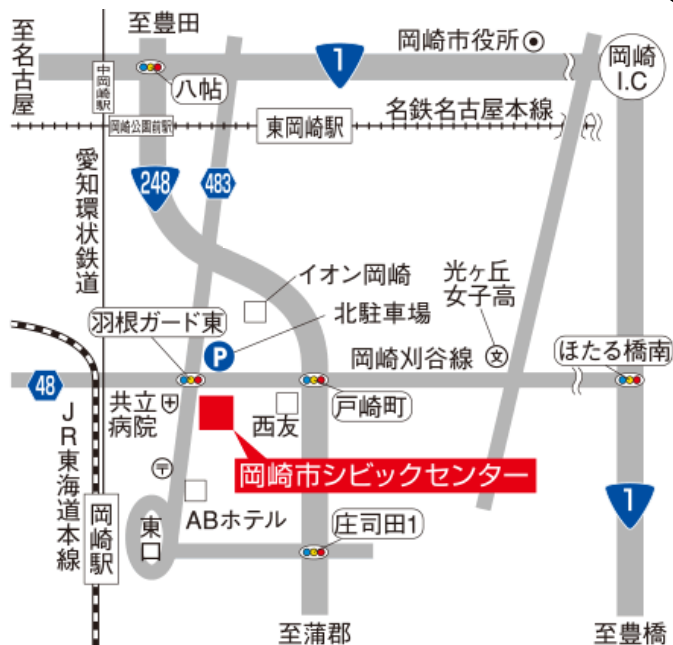 至豊田
至名古屋
中岡崎駅
八帖
1
岡崎市役所
岡崎
I.C
岡崎公園前駅
東岡崎駅
名鉄名古屋本線
愛知環状鉄道
248
483
イオン岡崎
光ヶ丘
女子高
羽根ガード東
P
北駐車場
岡崎刈谷線
文
ほたる橋南
48
共立
病院
西友
戸崎町
JR東海道本線
岡崎市シビックセンター
〒
ABホテル
岡崎駅
東口
庄司田1
1
至蒲郡
至豊橋